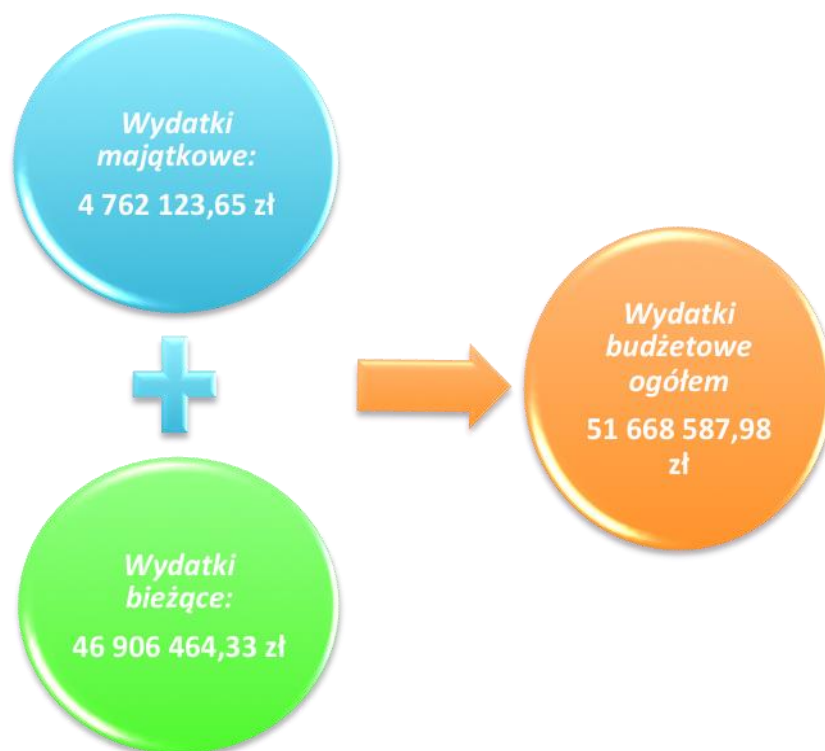 Wydatki
majątkowe:
4 762 123,65 zł
Wydatki
bieżące:
46 906 464,33 zł
Wydatki
budżetowe
ogółem
51 668 587,98
zł